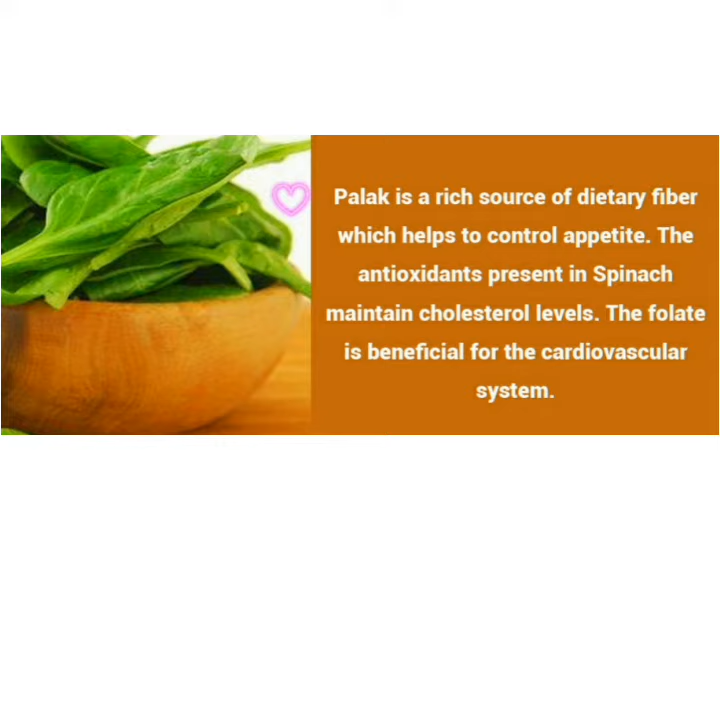 Palak is a rich source of dietary fiber
which helps to control appetite. The
antioxidants present in Spinach
maintain cholesterol levels. The folate
is beneficial for the cardiovascular
system.